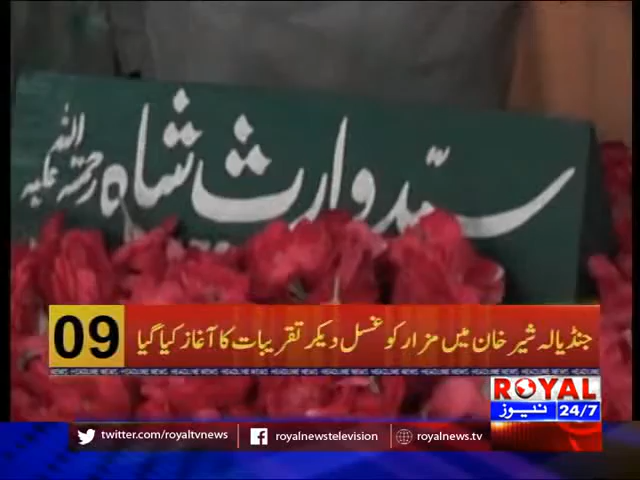 سید وارث شاہ رحمتہ اللہ علیہ
09
جنڈیالہ شیر خان میں مزار کو غسل دیکر تقریبات کا آغاز کیا گیا
ROYAL
نیوز 24/7
twitter.com/royaltvnews
royalnewstelevision
royalnews.tv